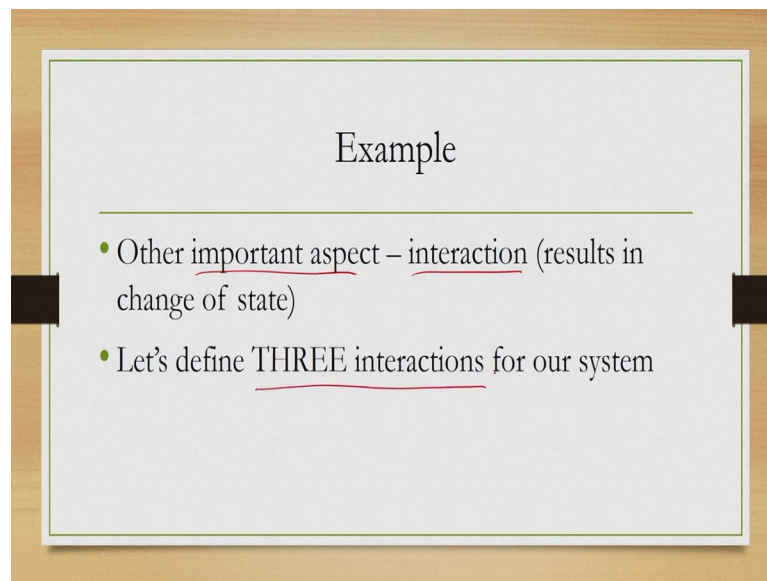 Example
• Other important aspect – interaction (results in
change of state)
• Let's define THREE interactions for our system